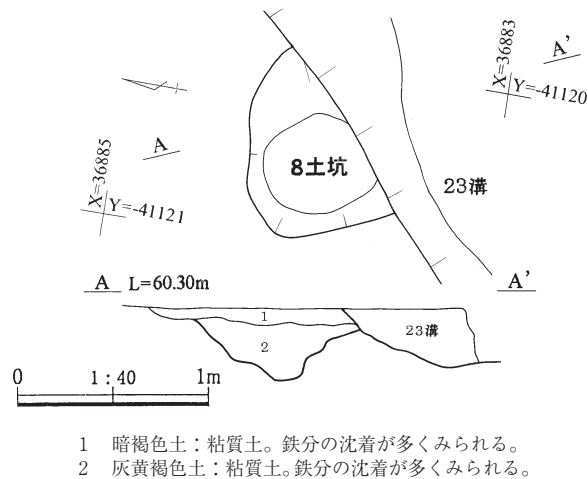 X=36883
Y=-41120
A'
A
X=36885
Y=-41121
8土坑
23溝
A L=60.30m A'
1
23溝
2
0 1:40 1m
1 暗褐色土：粘質土。鉄分の沈着が多くみられる。
2 灰黄褐色土：粘質土。鉄分の沈着が多くみられる。